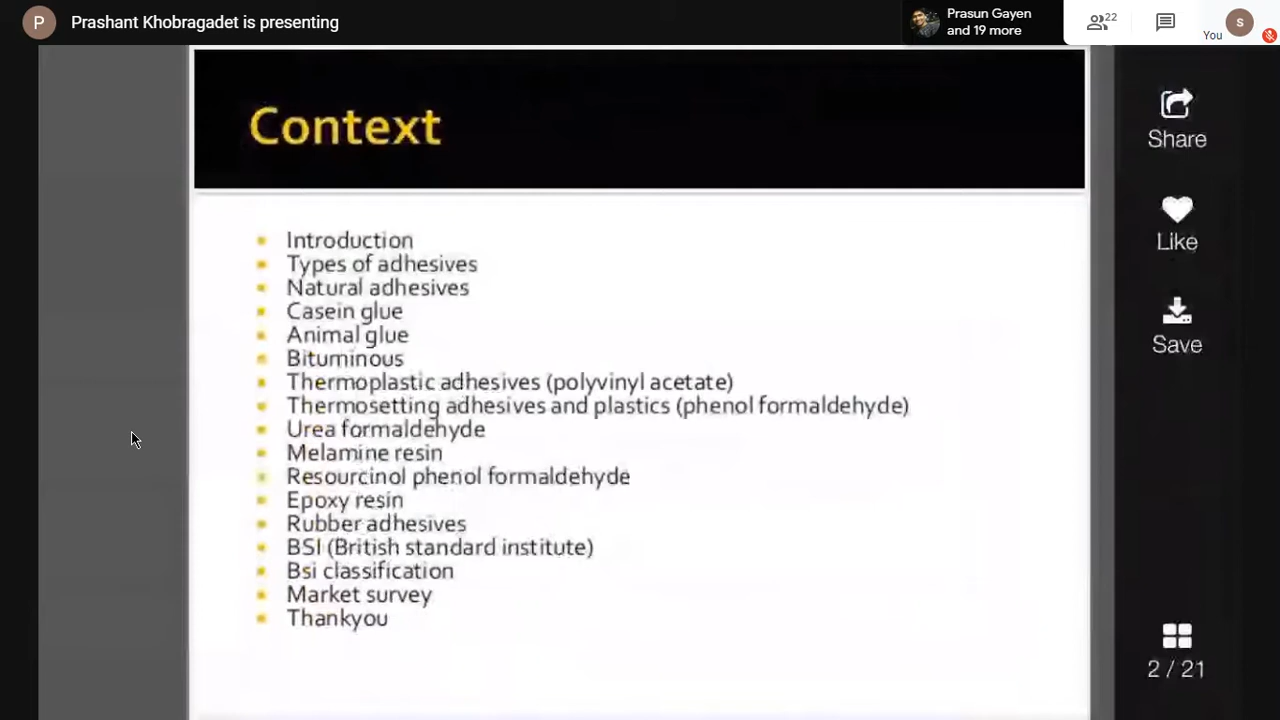 P Prashant Khobragadet is presenting
Prasun Gayen
and 19 more
22
You
S
Context
Share
Like
Save
Introduction
Types of adhesives
Natural adhesives
Casein glue
Animal glue
Bituminous
Thermoplastic adhesives (polyvinyl acetate)
Thermosetting adhesives and plastics (phenol formaldehyde)
Urea formaldehyde
Melamine resin
Resourcinol phenol formaldehyde
Epoxy resin
Rubber adhesives
BSI (British standard institute)
Bsi classification
Market survey
Thankyou
2 / 21